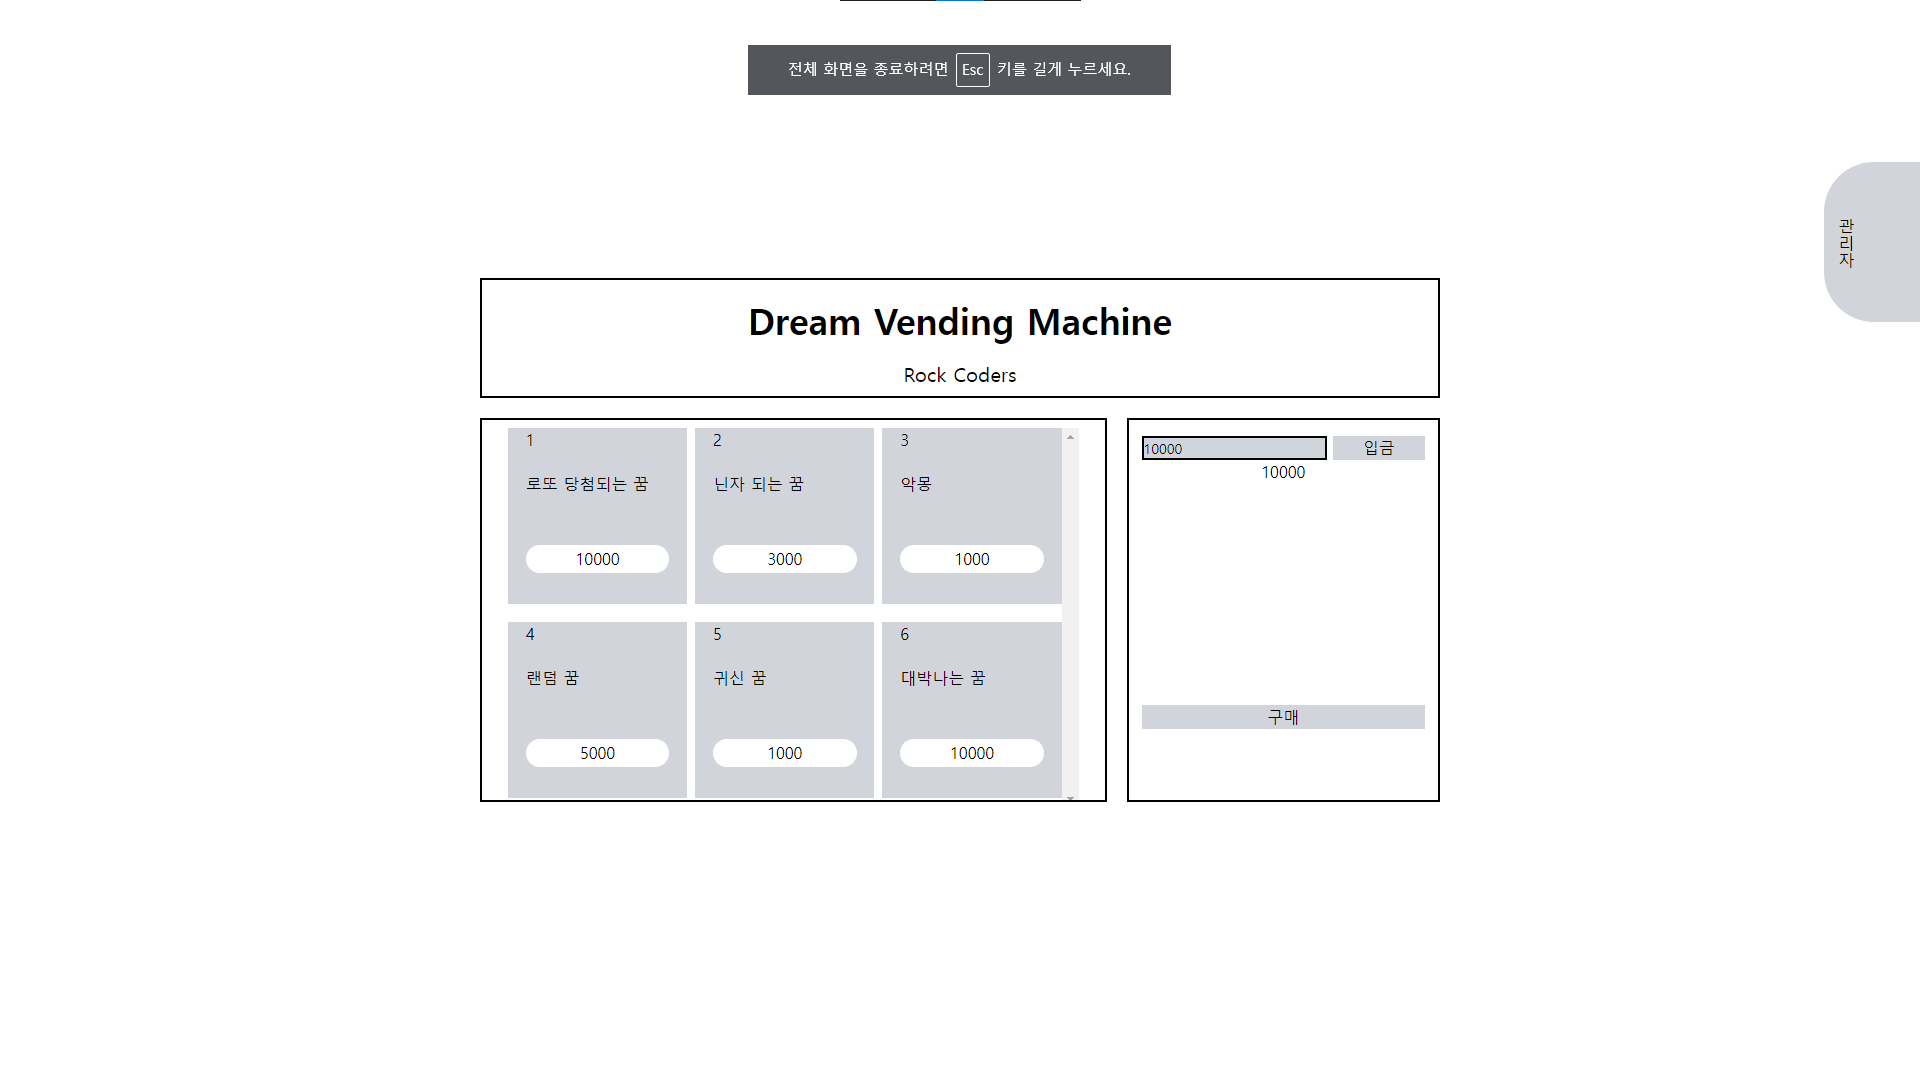 전체 화면을 종료하려면 Esc 키를 길게 누르세요.
관리자
Dream Vending Machine
Rock Coders
1
로또 당첨되는 꿈
10000
2
닌자 되는 꿈
3000
3
악몽
1000
4
랜덤 꿈
5000
5
귀신 꿈
1000
6
대박나는 꿈
10000
10000
입금
10000
구매